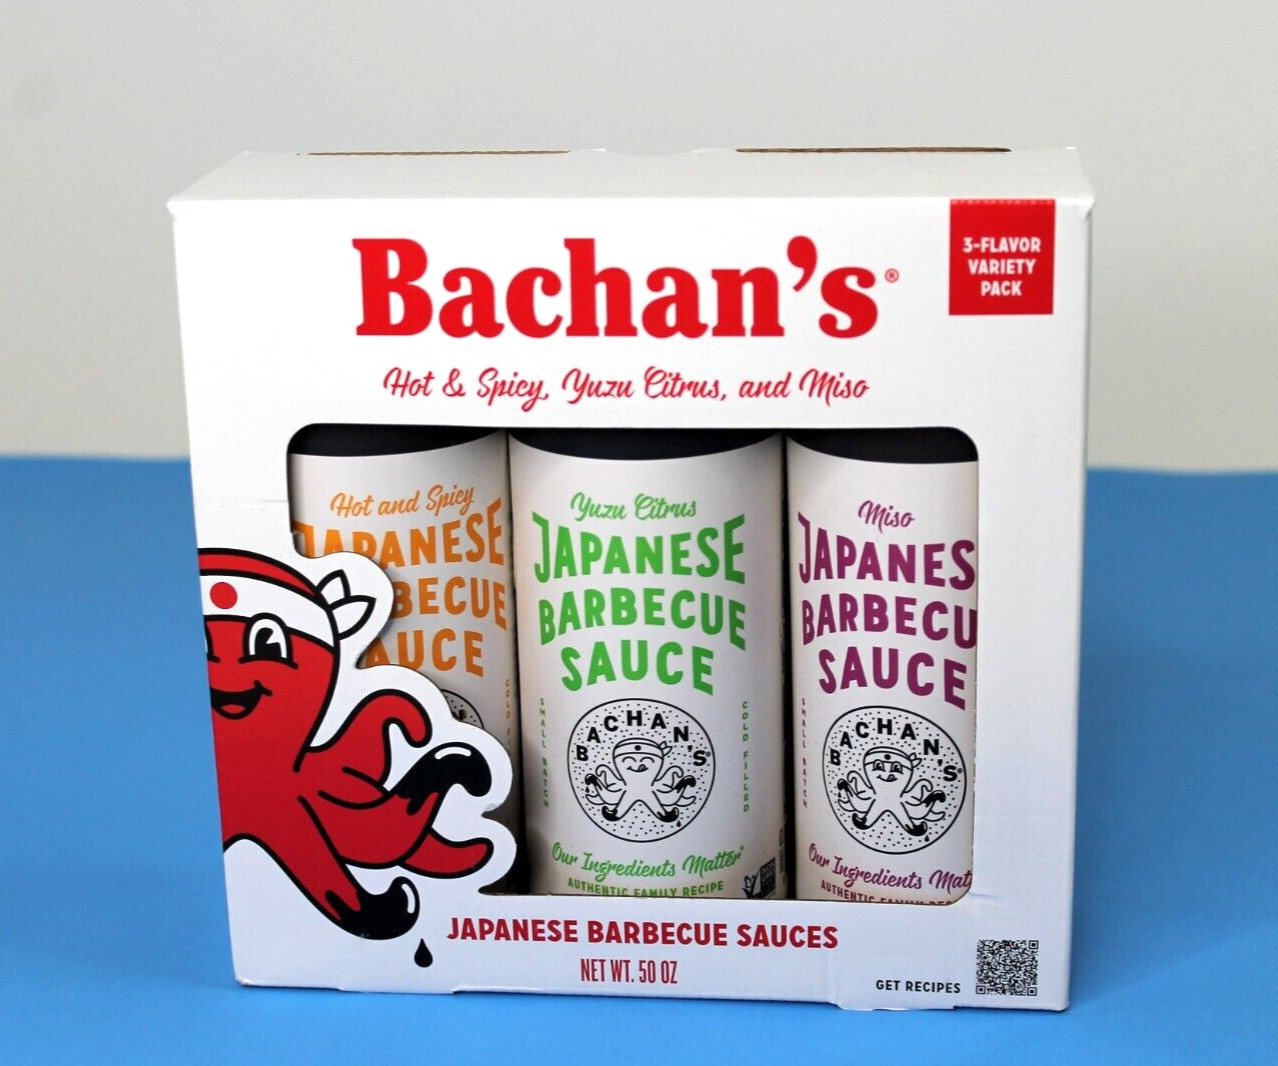 Bachan's®
3-FLAVOR
VARIETY
PACK
Hot & Spicy, Yuzu Citrus, and Miso
Hot and Spicy
JAPANESE
BECUE
AUCE
Yuzu Citrus
JAPANESE
BARBECUE
SAUCE
SMALL BATCH
COLD FILLED
BACHAN'S
Our Ingredients Matter
AUTHENTIC FAMILY RECIPE
Miso
JAPANES
BARBECU
SAUCE
SMALL BATCH
BACHAN'S
Our Ingredients Mat
AUTHENTIC FAMILY
JAPANESE BARBECUE SAUCES
NET WT. 50 OZ
GET RECIPES